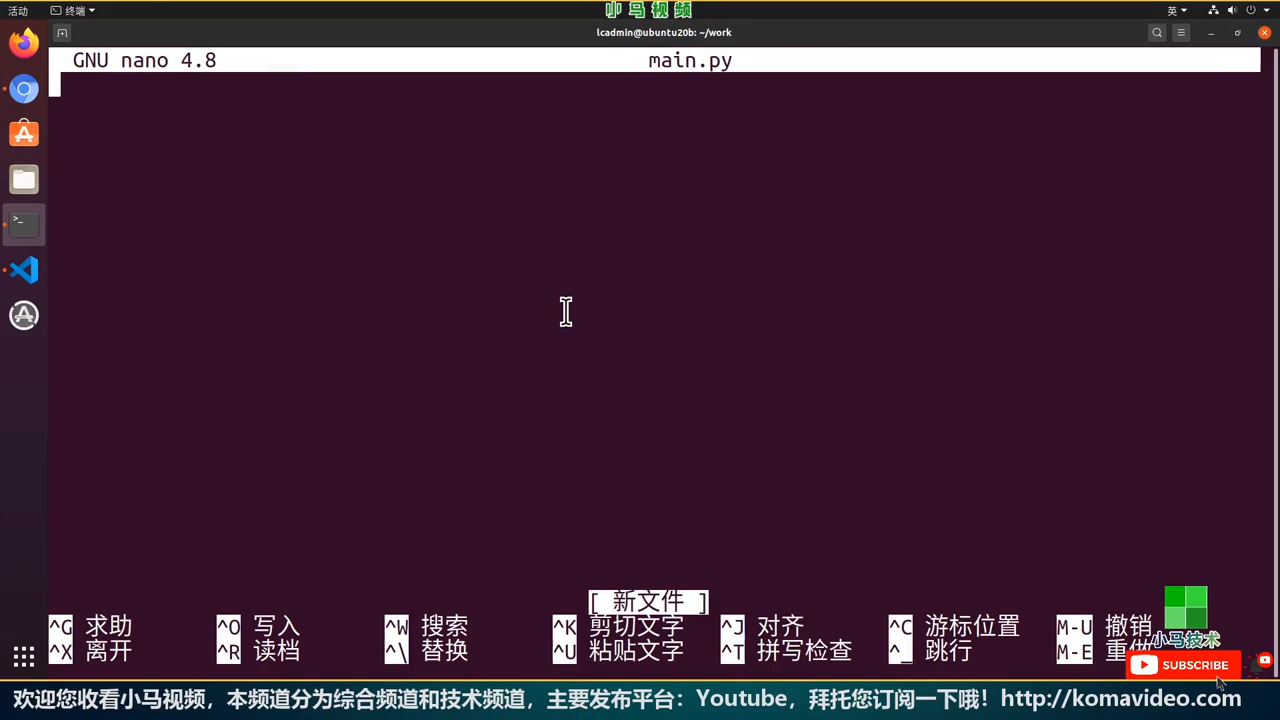 小马视频
活动 终端 英
lcadmin@ubuntu20b: ~/work
GNU nano 4.8 main.py
[ 新文件 ]
^G 求助 ^O 写入 ^W 搜索 ^K 剪切文字 ^J 对齐 ^C 游标位置 M-U 撤销
^X 离开 ^R 读档 ^\ 替换 ^U 粘贴文字 ^T 拼写检查 ^_ 跳行 M-E 重做
小马技术
SUBSCRIBE
欢迎您收看小马视频，本频道分为综合频道和技术频道，主要发布平台：Youtube，拜托您订阅一下哦！http://komavideo.com